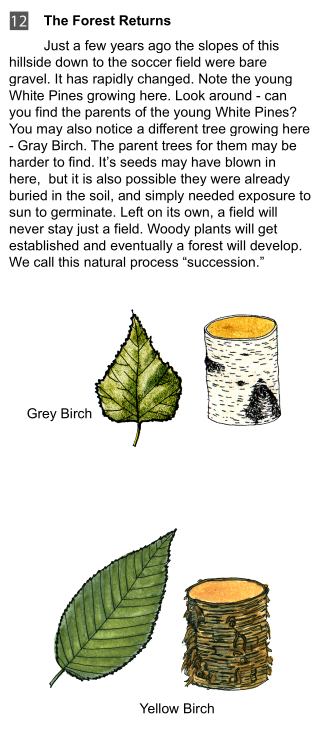 12 The Forest Returns
Just a few years ago the slopes of this
hillside down to the soccer field were bare
gravel. It has rapidly changed. Note the young
White Pines growing here. Look around - can
you find the parents of the young White Pines?
You may also notice a different tree growing here
- Gray Birch. The parent trees for them may be
harder to find. It's seeds may have blown in
here,  but it is also possible they were already
buried in the soil, and simply needed exposure to
sun to germinate. Left on its own, a field will
never stay just a field. Woody plants will get
established and eventually a forest will develop.
We call this natural process “succession.”
Grey Birch
Yellow Birch